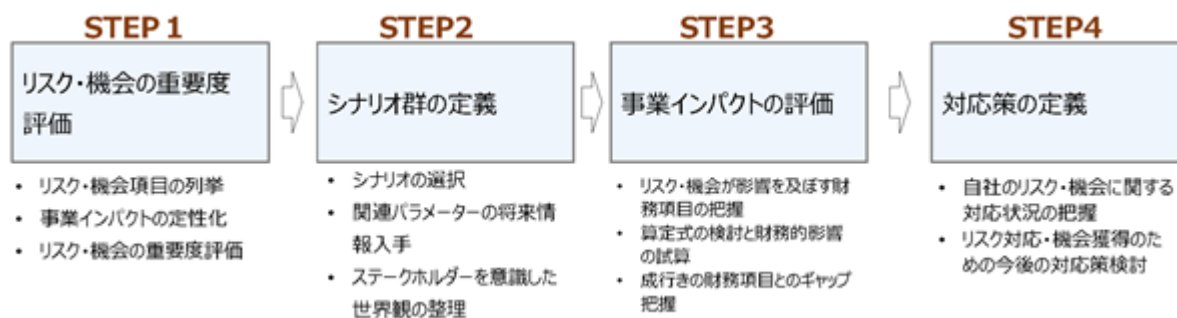 STEP 1
リスク・機会の重要度
評価
• リスク・機会項目の列挙
• 事業インパクトの定性化
• リスク・機会の重要度評価
STEP2
シナリオ群の定義
• シナリオの選択
• 関連パラメーターの将来情
報入手
• ステークホルダーを意識した
世界観の整理
STEP3
事業インパクトの評価
• リスク・機会が影響を及ぼす財
務項目の把握
• 算定式の検討と財務的影響
の試算
• 成行きの財務項目とのギャップ
把握
STEP4
対応策の定義
• 自社のリスク・機会に関する
対応状況の把握
• リスク対応・機会獲得のた
めの今後の対応策検討